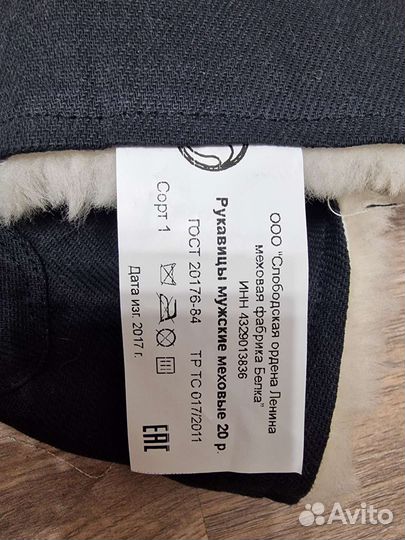 ООО "Слободская ордена Ленина
меховая фабрика Белка"
ИНН 4329013836
Рукавицы мужские меховые 20 р.
ГОСТ 20176-84 ТР ТС 017/2011
Сорт 1
Дата изг. 2017 г.
ЕАС
Avito